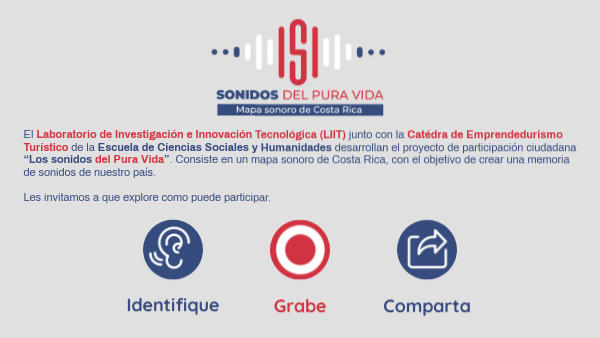 SONIDOS DEL PURA VIDA
Mapa sonoro de Costa Rica
El Laboratorio de Investigación e Innovación Tecnológica (LIIT) junto con la Catédra de Emprendedurismo
Turístico de la Escuela de Ciencias Sociales y Humanidades desarrollan el proyecto de participación ciudadana
“Los sonidos del Pura Vida”. Consiste en un mapa sonoro de Costa Rica, con el objetivo de crear una memoria
de sonidos de nuestro país.
Les invitamos a que explore como puede participar.
Identifique
Grabe
Comparta